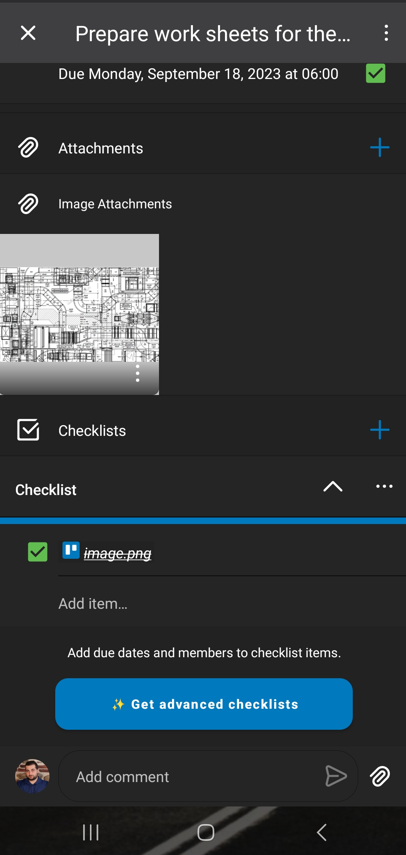 Prepare work sheets for the...
Due Monday, September 18, 2023 at 06:00
Attachments
Image Attachments
Checklists
Checklist
image.png
Add item...
Add due dates and members to checklist items.
✨ Get advanced checklists
Add comment